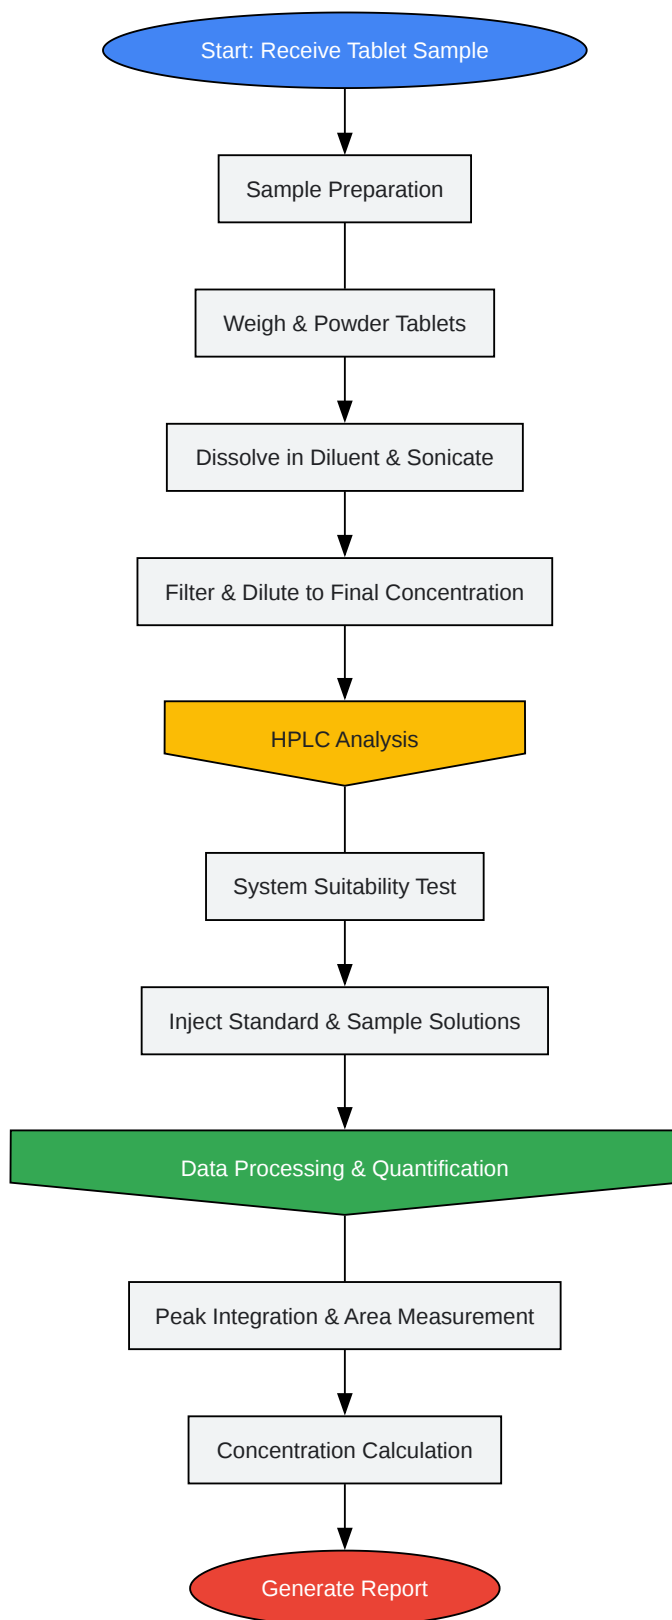 Start: Receive Tablet Sample
Sample Preparation
Weigh & Powder Tablets
Dissolve in Diluent & Sonicate
Filter & Dilute to Final Concentration
HPLC Analysis
System Suitability Test
Inject Standard & Sample Solutions
Data Processing & Quantification
Peak Integration & Area Measurement
Concentration Calculation
Generate Report